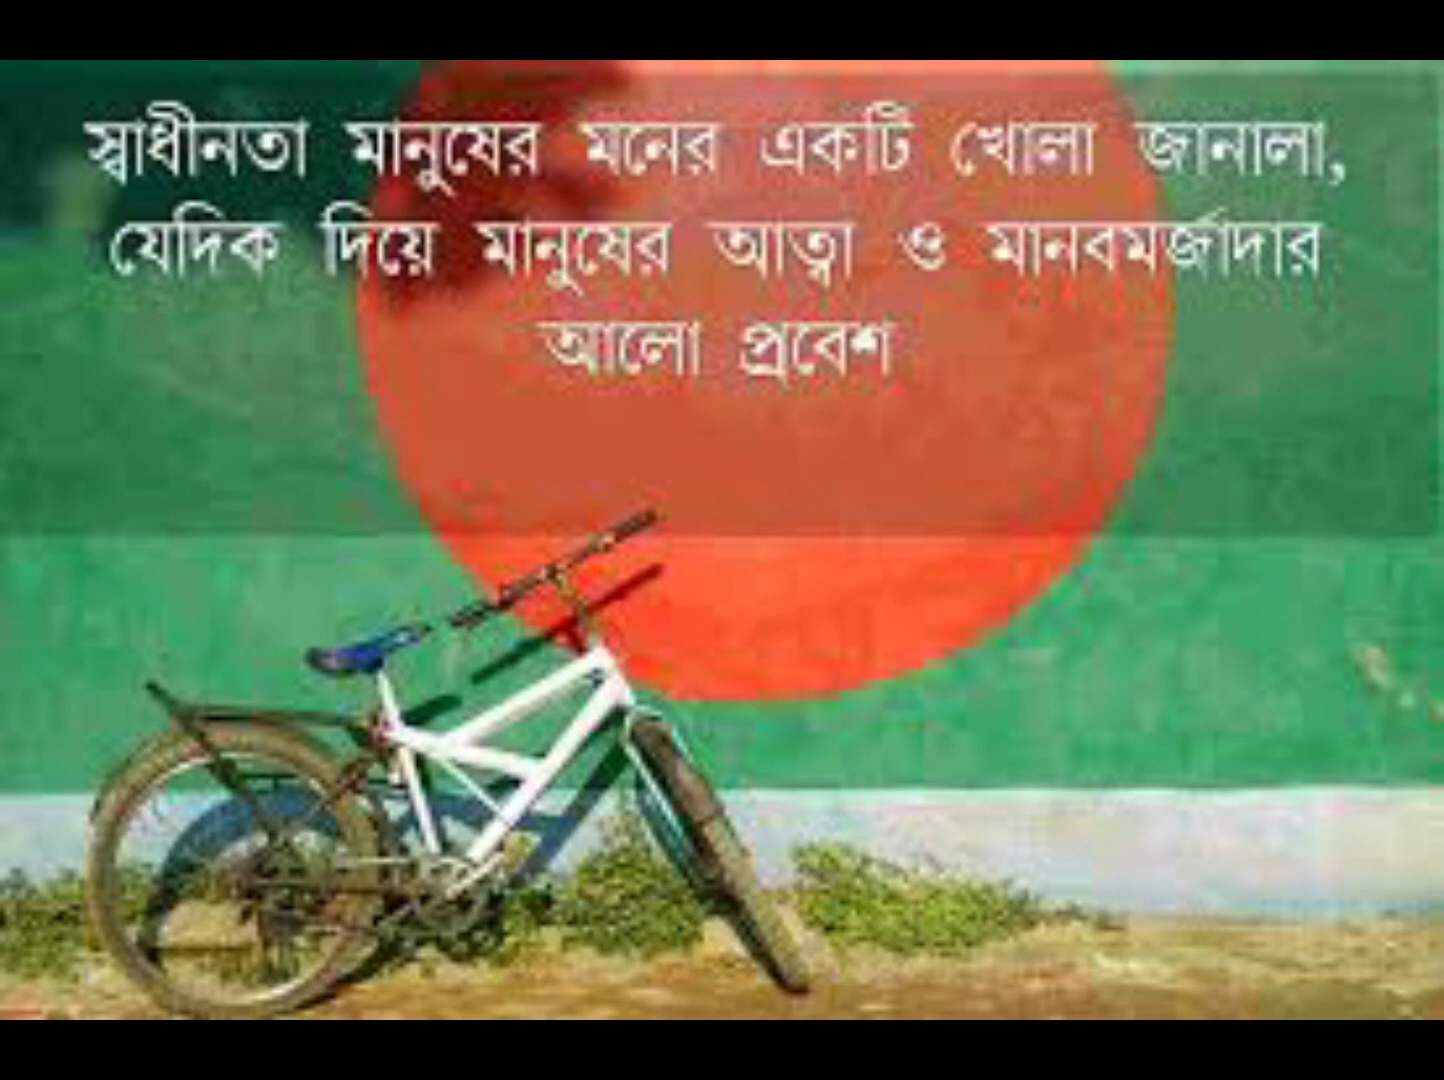 স্বাধীনতা মানুষের মনের একটি খোলা জানালা,
যেদিক দিয়ে মানুষের আত্বা ও মানবমর্জাদার
আলো প্রবেশ